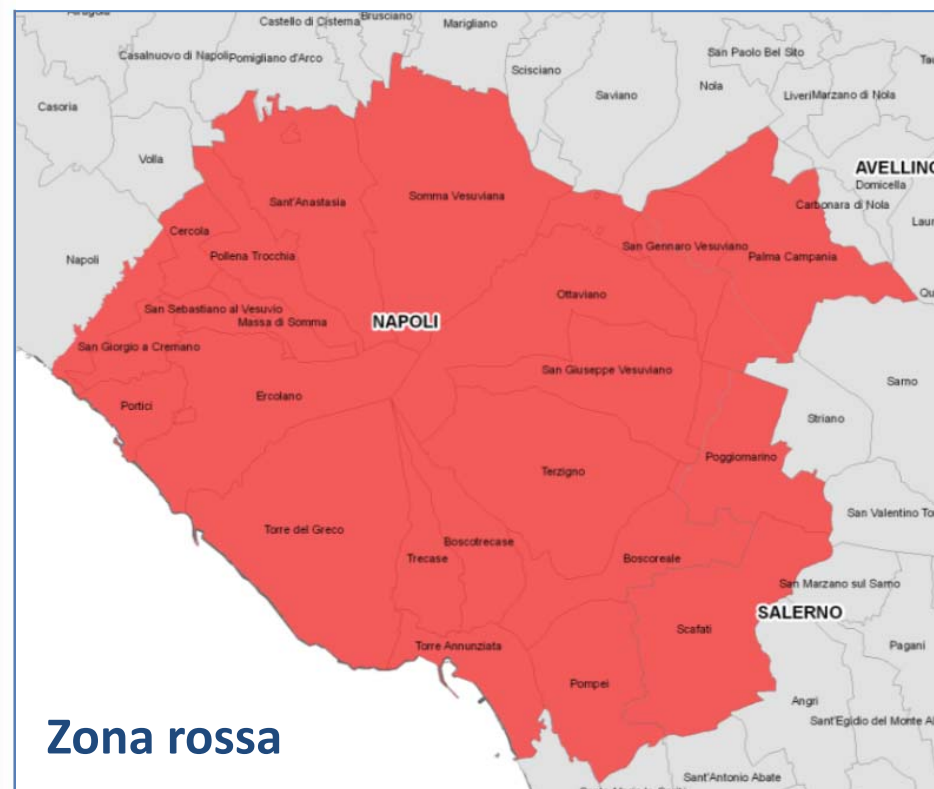 Castello di Cisterna
Brusciano
Marigliano
Casalnuovo di Napoli
Pomigliano d'Arco
San Paolo Bel Sito
Scisciano
Nola
Saviano
Liveri
Marzano di Nola
Casoria
Volla
AVELLINO
Domicella
Sant'Anastasia
Somma Vesuviana
Carbonara di Nola
Cercola
San Gennaro Vesuviano
Napoli
Pollena Trocchia
Palma Campania
Ottaviano
San Sebastiano al Vesuvio
Massa di Somma
NAPOLI
San Giorgio a Cremano
San Giuseppe Vesuviano
Sarno
Ercolano
Portici
Striano
Poggiomarino
Terzigno
San Valentino To
Torre del Greco
Boscotrecase
Trecase
Boscoreale
San Marzano sul Sarno
SALERNO
Scafati
Torre Annunziata
Pagani
Pompei
Angri
Sant'Egidio del Monte Al
Zona rossa
Sant'Antonio Abate